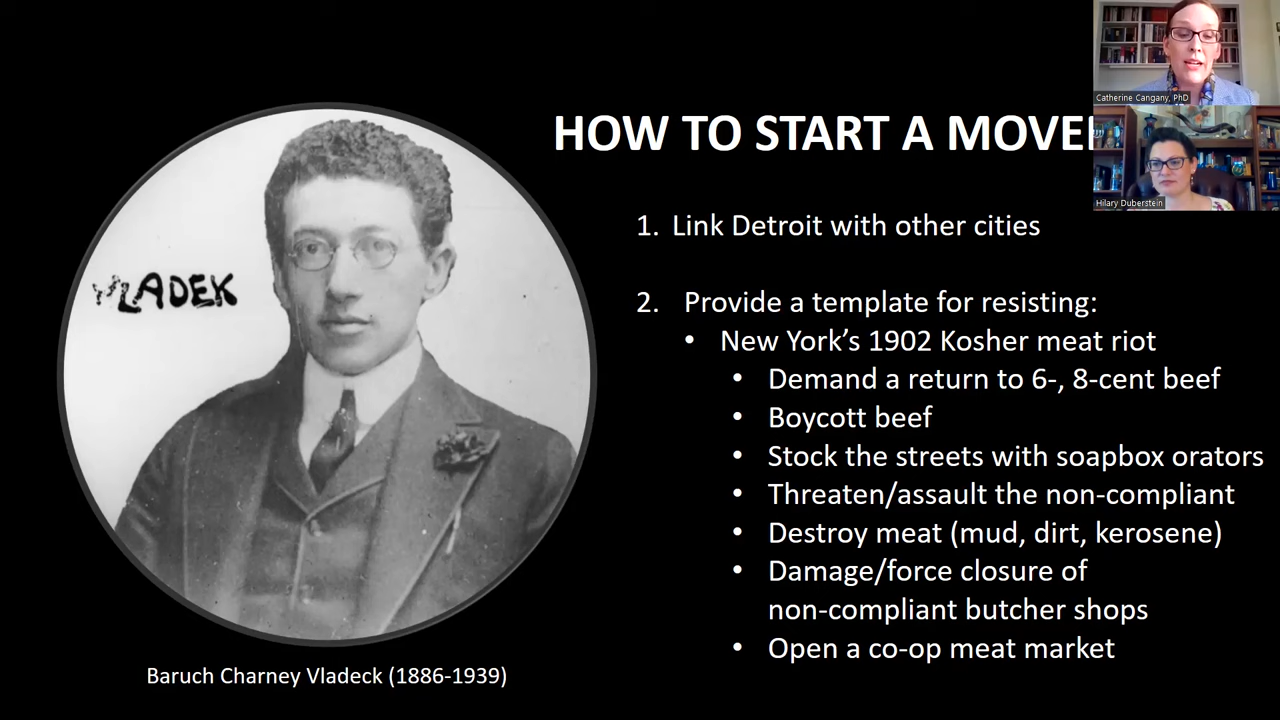 HOW TO START A MOVE
Catherine Cangany, PhD
Hilary Duberstein
1. Link Detroit with other cities
2. Provide a template for resisting:
• New York’s 1902 Kosher meat riot
• Demand a return to 6-, 8-cent beef
• Boycott beef
• Stock the streets with soapbox orators
• Threaten/assault the non-compliant
• Destroy meat (mud, dirt, kerosene)
• Damage/force closure of
non-compliant butcher shops
• Open a co-op meat market
VLADEK
Baruch Charney Vladeck (1886-1939)